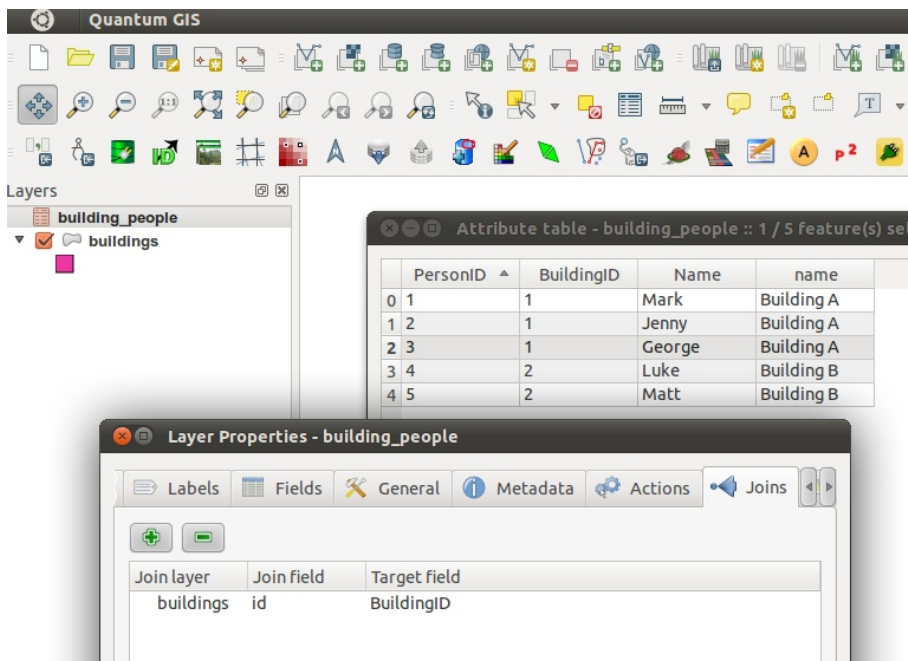 Quantum GIS
1:1
T
A
p²
Layers
building_people
buildings
Attribute table - building_people :: 1 / 5 feature(s) sel
PersonID BuildingID Name name
0 1 1 Mark Building A
1 2 1 Jenny Building A
2 3 1 George Building A
3 4 2 Luke Building B
4 5 2 Matt Building B
Layer Properties - building_people
Labels Fields General Metadata Actions Joins
Join layer Join field Target field
buildings id BuildingID